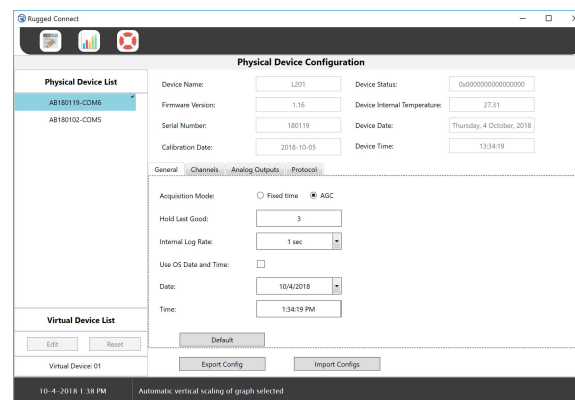 Rugged Connect
Physical Device Configuration
Physical Device List
AB180119-COM6
AB180102-COM5
Device Name: L201 Device Status: 0x0000000000000000
Firmware Version: 1.16 Device Internal Temperature: 27.31
Serial Number: 180119 Device Date: Thursday, 4 October, 2018
Calibration Date: 2018-10-05 Device Time: 13:34:19
General Channels Analog Outputs Protocol
Acquisition Mode: Fixed time AGC
Hold Last Good: 3
Internal Log Rate: 1 sec
Use OS Date and Time:
Date: 10/4/2018
Time: 1:34:19 PM
Default
Virtual Device List
Edit Reset
Virtual Device: 01
Export Config Import Configs
10-4-2018 1:38 PM Automatic vertical scaling of graph selected